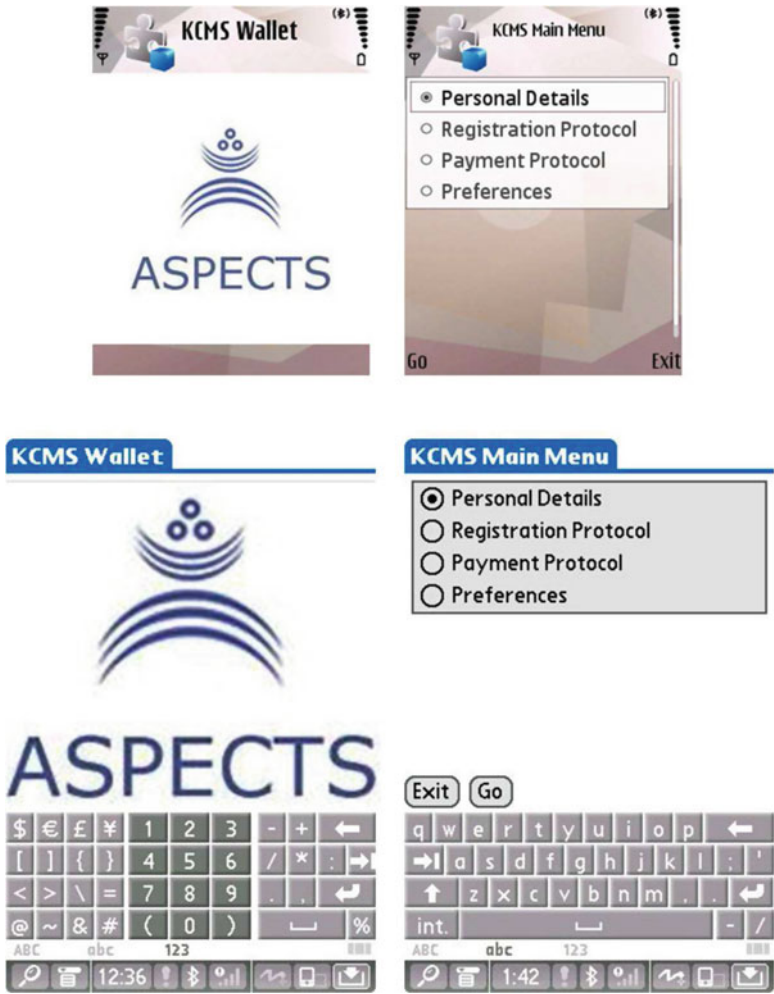 KCMS Wallet
ASPECTS
KCMS Main Menu
Personal Details
Registration Protocol
Payment Protocol
Preferences
Go Exit
KCMS Wallet
ASPECTS
$ € £ ¥ 1 2 3 - +
[ ] { } 4 5 6 / * :
< > \ = 7 8 9 . ,
@ ~ & # ( 0 ) %
ABC abc 123
12:36
KCMS Main Menu
Personal Details
Registration Protocol
Payment Protocol
Preferences
Exit Go
q w e r t y u i o p
a s d f g h j k l ; '
z x c v b n m , .
int. - /
ABC abc 123
1:42